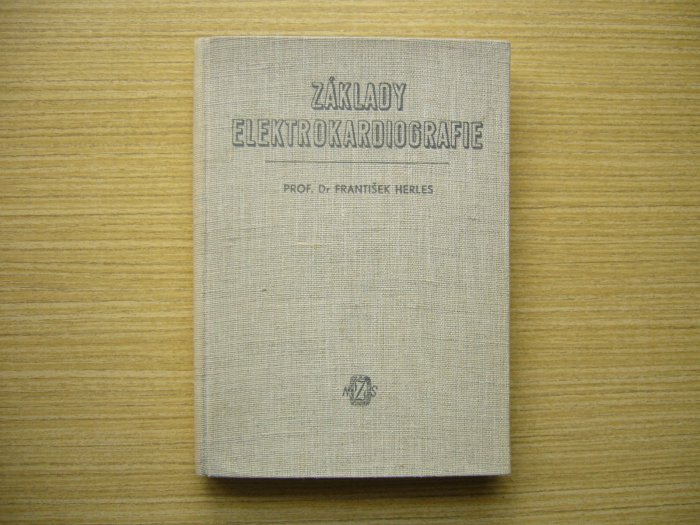 ZÁKLADY
ELEKTROKARDIOGRAFIE
PROF. Dr FRANTIŠEK HERLES